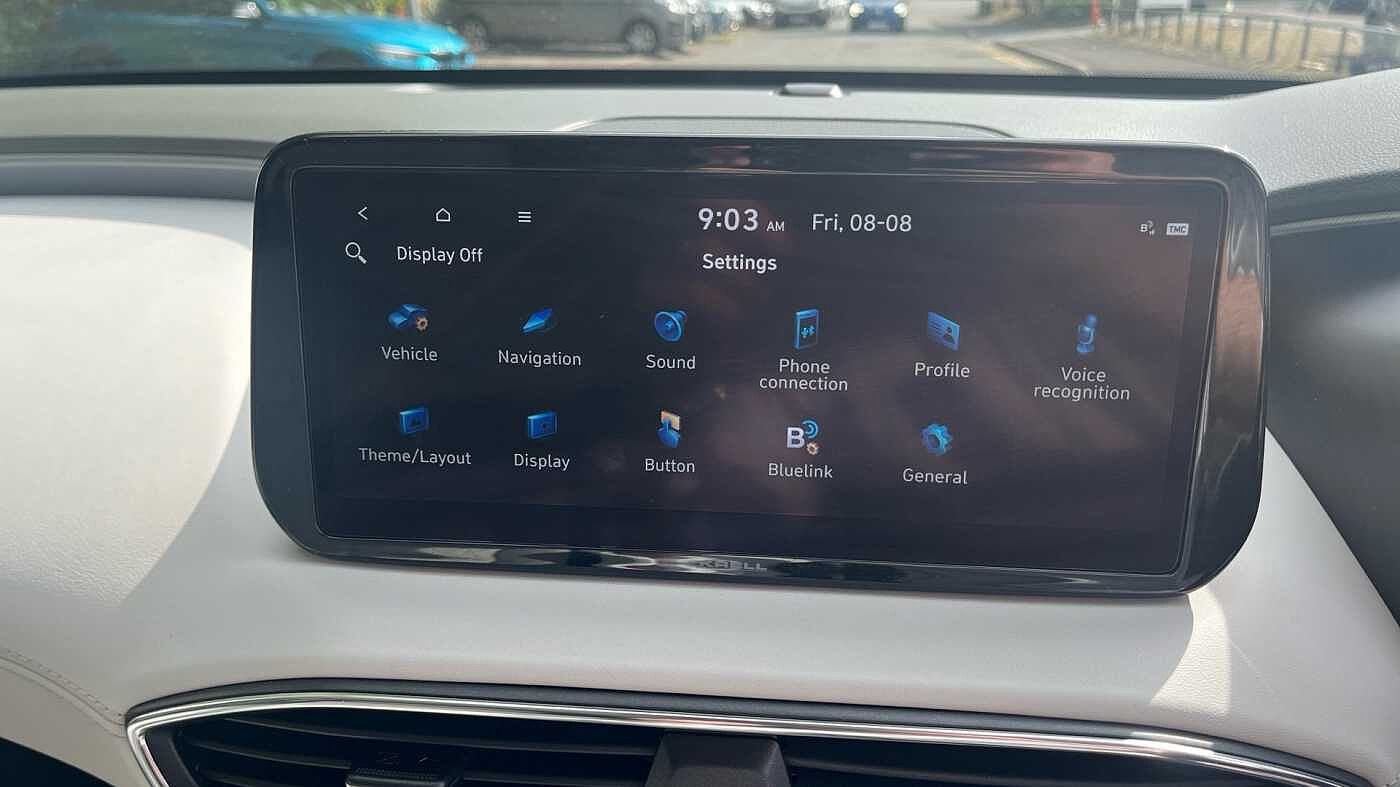 9:03 AM Fri, 08-08
TMC
Display Off
Settings
Vehicle
Navigation
Sound
Phone
connection
Profile
Voice
recognition
Theme/Layout
Display
Button
B
Bluelink
General
KRELL